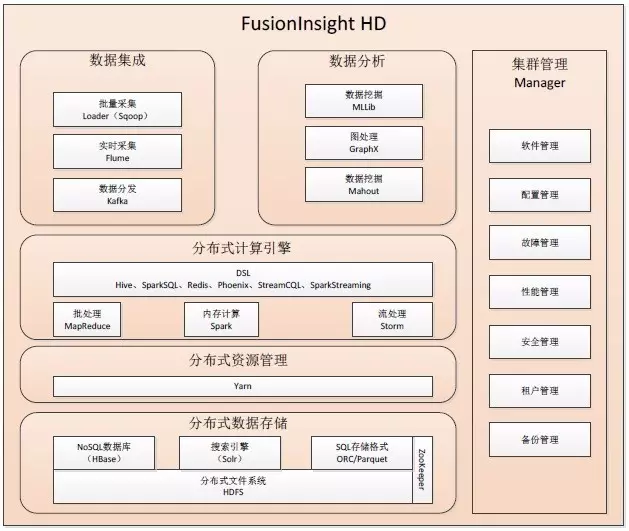 FusionInsight HD
数据集成
批量采集
Loader（Sqoop）
实时采集
Flume
数据分发
Kafka
数据分析
数据挖掘
MLLib
图处理
GraphX
数据挖掘
Mahout
分布式计算引擎
DSL
Hive、SparkSQL、Redis、Phoenix、StreamCQL、SparkStreaming
批处理
MapReduce
内存计算
Spark
流处理
Storm
分布式资源管理
Yarn
分布式数据存储
NoSQL数据库
（HBase）
搜索引擎
（Solr）
SQL存储格式
ORC/Parquet
ZooKeeper
分布式文件系统
HDFS
集群管理
Manager
软件管理
配置管理
故障管理
性能管理
安全管理
租户管理
备份管理